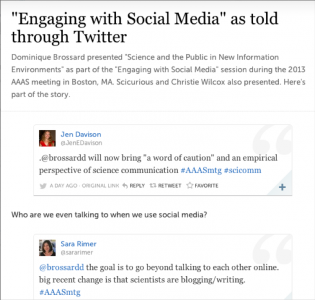 "Engaging with Social Media" as told
through Twitter
Dominique Brossard presented "Science and the Public in New Information
Environments" as part of the "Engaging with Social Media" session during the 2013
AAAS meeting in Boston, MA. Scicurious and Christie Wilcox also presented. Here's
part of the story.
Jen Davison
@JenEDavison
.@brossardd will now bring "a word of caution" and an empirical
perspective of science communication #AAASmtg #scicomm
A DAY AGO · ORIGINAL LINK REPLY RETWEET FAVORITE
Who are we even talking to when we use social media?
Sara Rimer
@sararimer
@brossardd the goal is to go beyond talking to each other online.
big recent change is that scientists are blogging/writing.
#AAASmtg